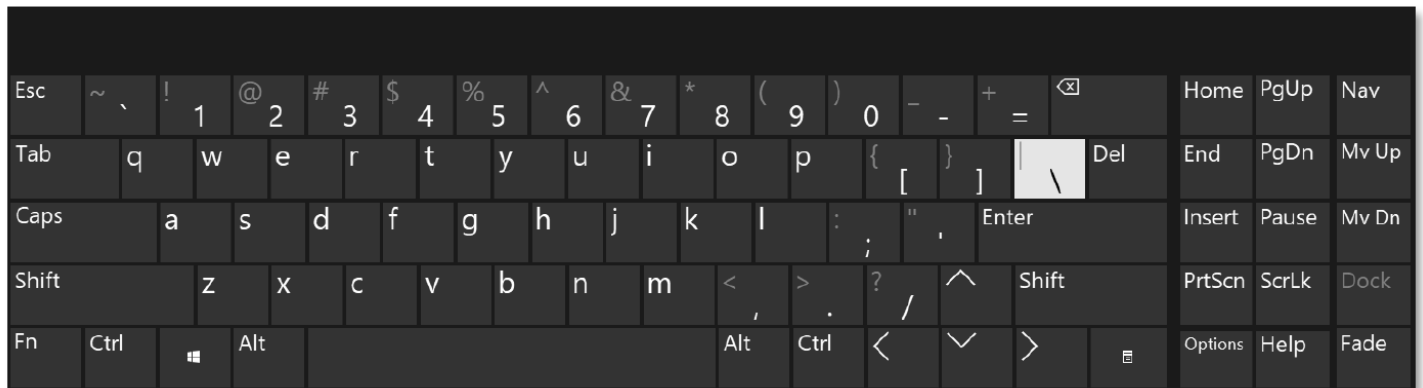 Esc ~ ` ! 1 @ 2 # 3 $ 4 % 5 ^ 6 & 7 * 8 ( 9 ) 0 _ - + = Home PgUp Nav
Tab q w e r t y u i o p { [ } ] | \ Del End PgDn Mv Up
Caps a s d f g h j k l : ; " ' Enter Insert Pause Mv Dn
Shift z x c v b n m < , > . ? / Shift PrtScn ScrLk Dock
Fn Ctrl Alt Alt Ctrl Options Help Fade